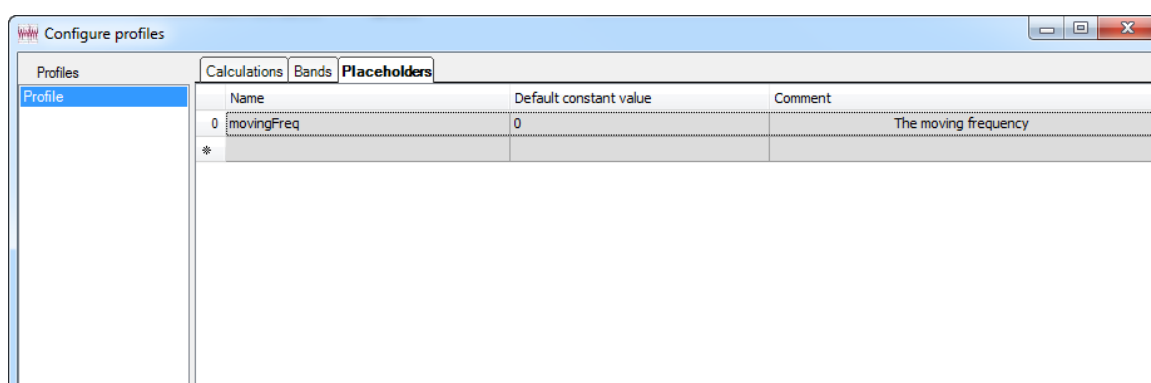 Configure profiles
Profiles
Calculations Bands Placeholders
Profile
Name Default constant value Comment
0 movingFreq 0 The moving frequency